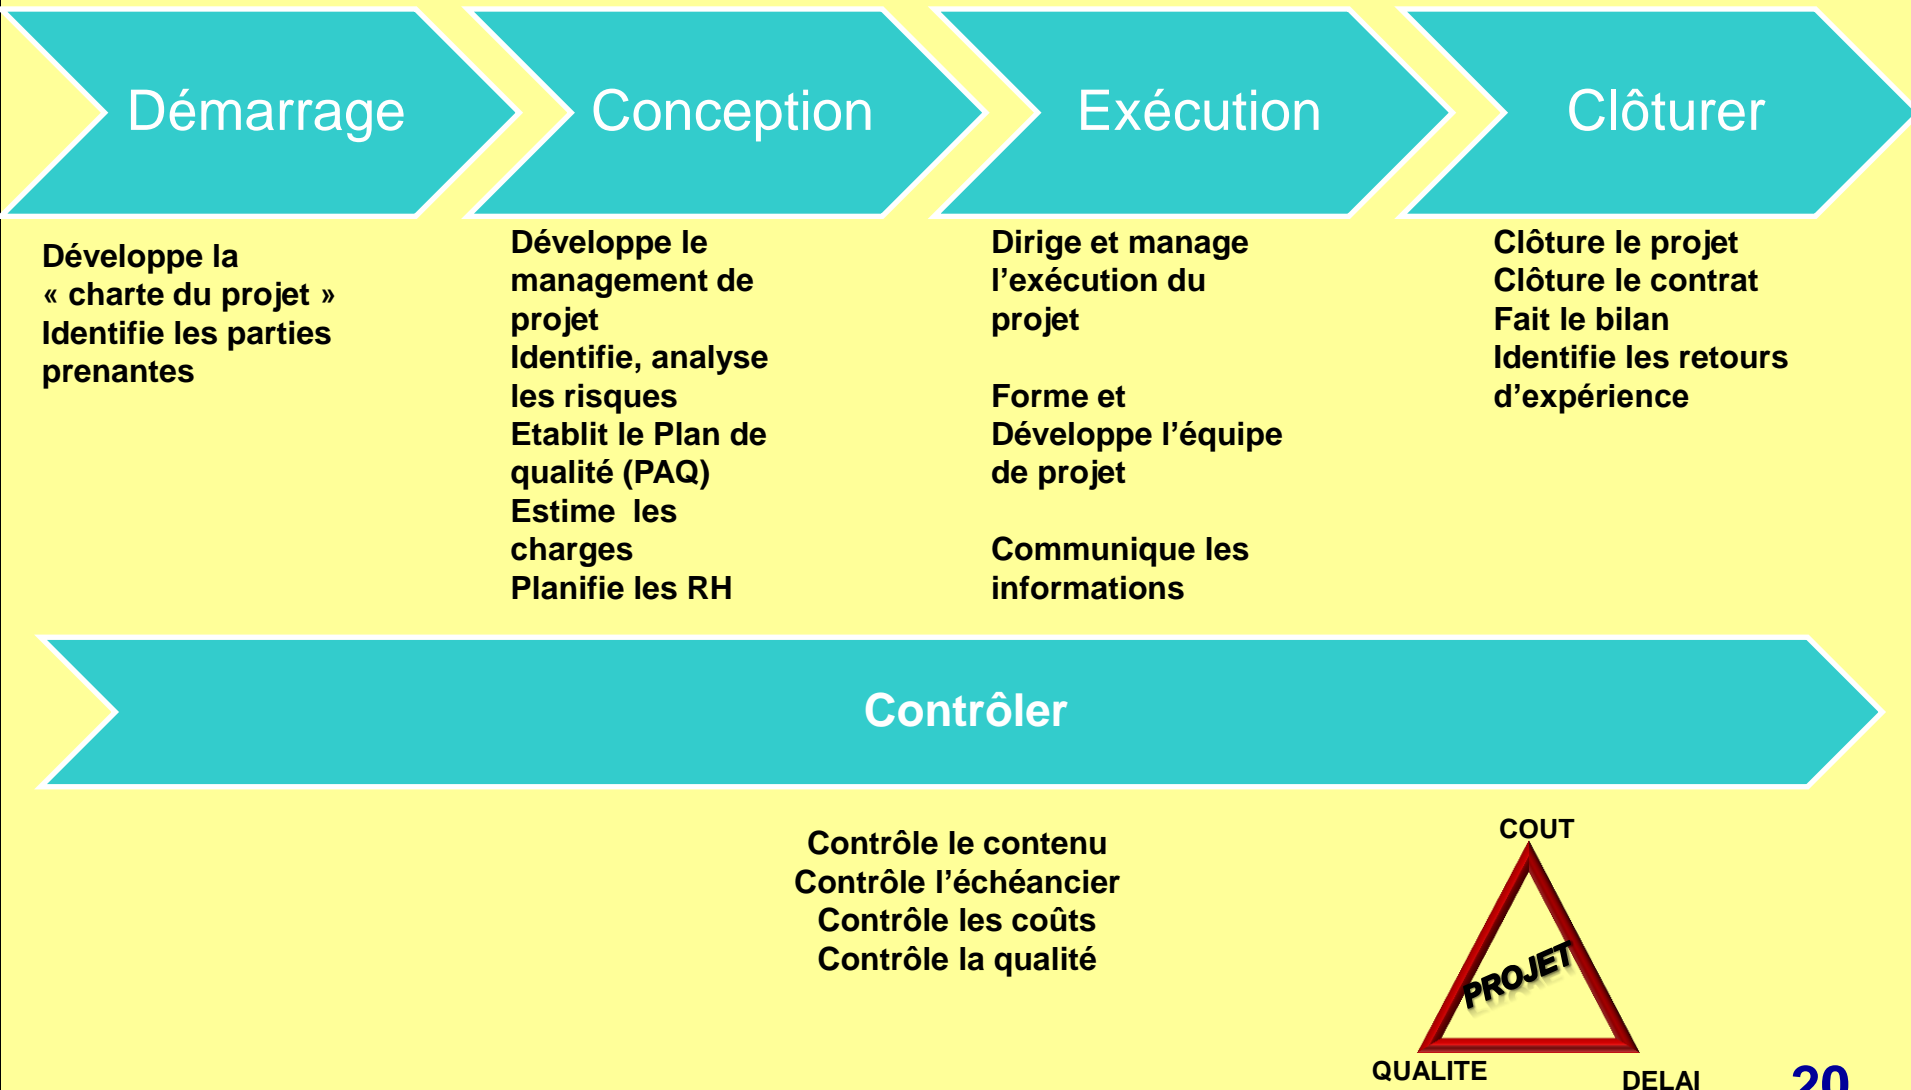 Démarrage
Conception
Exécution
Clôturer
Développe la
« charte du projet »
Identifie les parties
prenantes
Développe le
management de
projet
Identifie, analyse
les risques
Etablit le Plan de
qualité (PAQ)
Estime  les
charges
Planifie les RH
Dirige et manage
l’exécution du
projet
Forme et
Développe l’équipe
de projet
Communique les
informations
Clôture le projet
Clôture le contrat
Fait le bilan
Identifie les retours
d’expérience
Contrôler
Contrôle le contenu
Contrôle l’échéancier
Contrôle les coûts
Contrôle la qualité
COUT
PROJET
QUALITE
DELAI
20